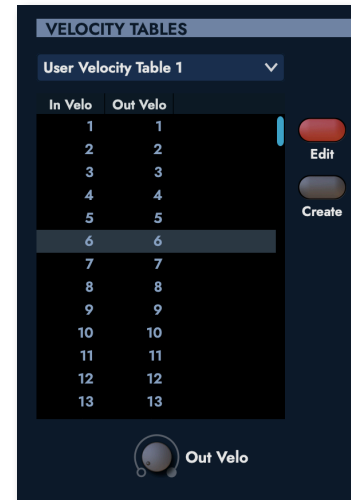 VELOCITY TABLES
User Velocity Table 1
In Velo Out Velo
1 1
2 2
3 3
Edit
4 4
5 5
Create
6 6
7 7
8 8
9 9
10 10
11 11
12 12
13 13
Out Velo